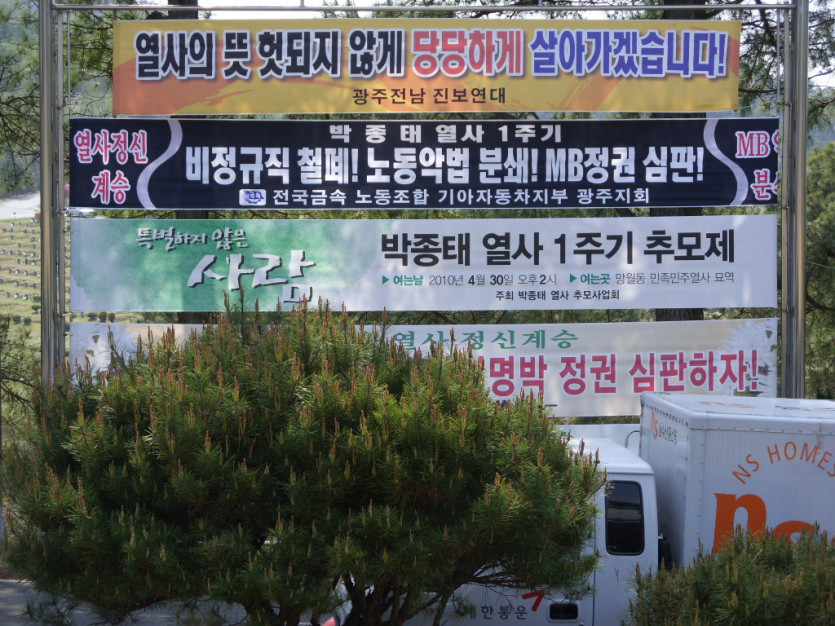 열사의 뜻 헛되지 않게 당당하게 살아가겠습니다!
광주전남 진보연대
열사정신
계승
박종태열사 1주기
비정규직 철폐! 노동악법 분쇄! MB정권 심판!
전국금속 노동조합 기아자동차지부 광주지회
MB
특별하지 않은
사람
박종태 열사 1주기 추모제
▶ 여는날 2010년 4월 30일 오후2시 ▶ 여는곳 망월동 민족민주열사 묘역
주최 박종태 열사 추모사업회
열사 정신계승
명박 정권 심판하자!
NS HOMES